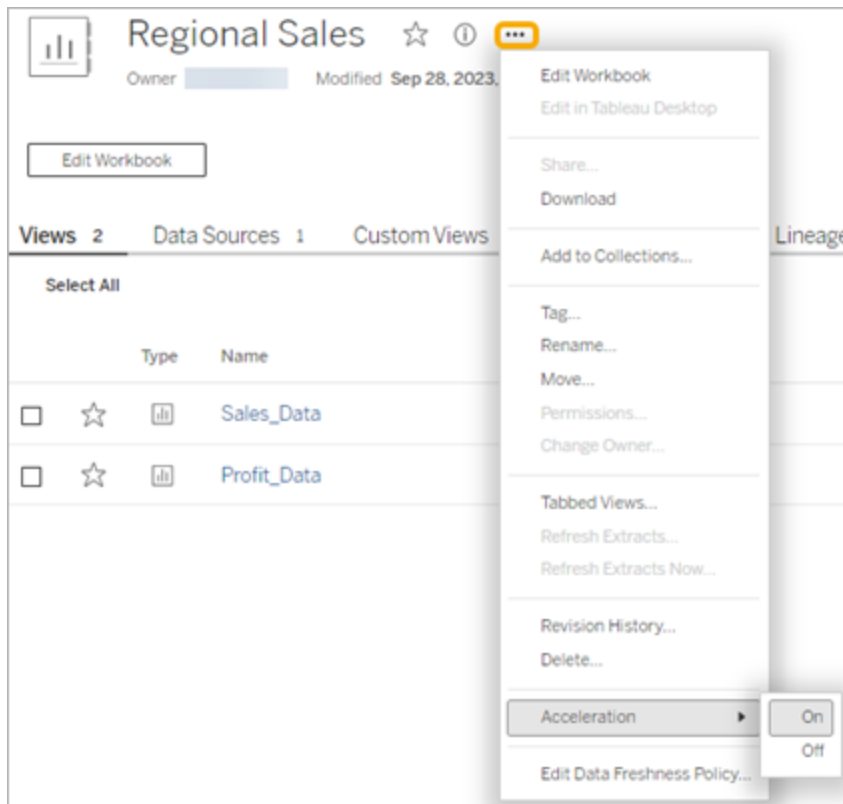 Regional Sales
Owner
Modified Sep 28, 2023,
Edit Workbook
Views 2
Data Sources 1
Custom Views
Lineage
Select All
Type Name
Sales_Data
Profit_Data
Edit Workbook
Edit in Tableau Desktop
Share...
Download
Add to Collections...
Tag...
Rename...
Move...
Permissions...
Change Owner...
Tabbed Views...
Refresh Extracts...
Refresh Extracts Now...
Revision History...
Delete...
Acceleration
On
Off
Edit Data Freshness Policy...